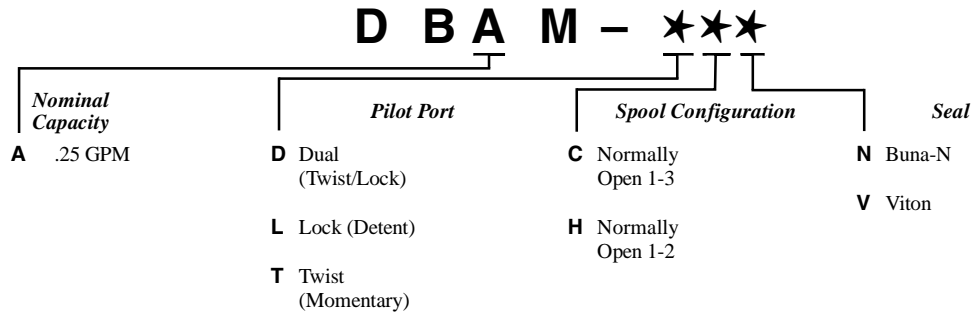 D B A M – ✶✶✶
Nominal
Capacity
Pilot Port
Spool Configuration
Seal
A .25 GPM
D Dual
(Twist/Lock)
C Normally
Open 1-3
N Buna-N
V Viton
L Lock (Detent)
H Normally
Open 1-2
T Twist
(Momentary)